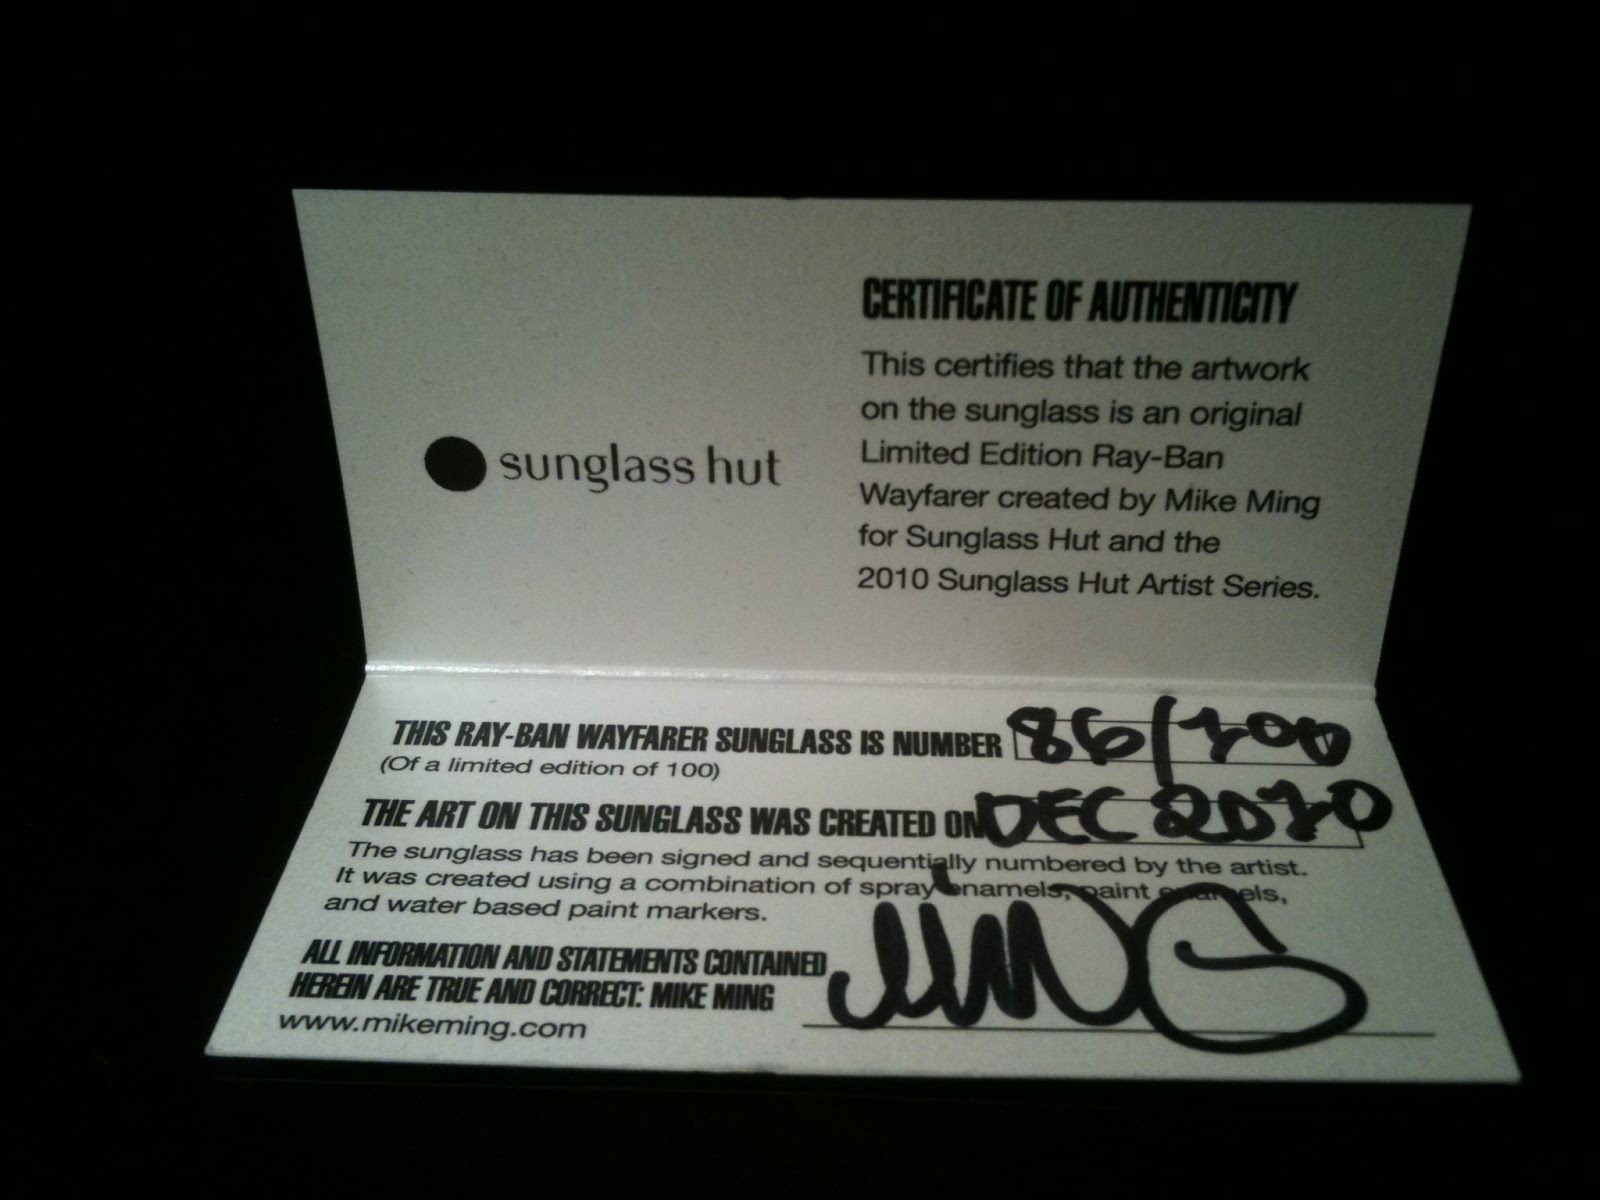 sunglass hut
CERTIFICATE OF AUTHENTICITY
This certifies that the artwork
on the sunglass is an original
Limited Edition Ray-Ban
Wayfarer created by Mike Ming
for Sunglass Hut and the
2010 Sunglass Hut Artist Series.
THIS RAY-BAN WAYFARER SUNGLASS IS NUMBER 86/100
(Of a limited edition of 100)
THE ART ON THIS SUNGLASS WAS CREATED ON DEC 2010
The sunglass has been signed and sequentially numbered by the artist.
It was created using a combination of spray enamels, paint enamels,
and water based paint markers.
ALL INFORMATION AND STATEMENTS CONTAINED
HEREIN ARE TRUE AND CORRECT: MIKE MING
www.mikeming.com
MING